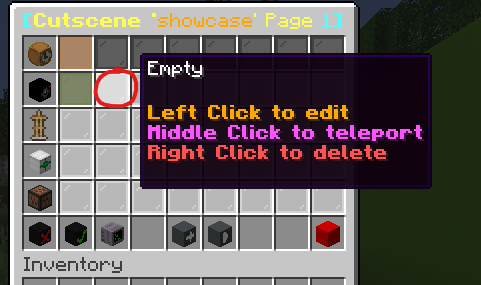 [Cutscene 'showcase' Page 1]
Empty
Left Click to edit
Middle Click to teleport
Right Click to delete
Inventory